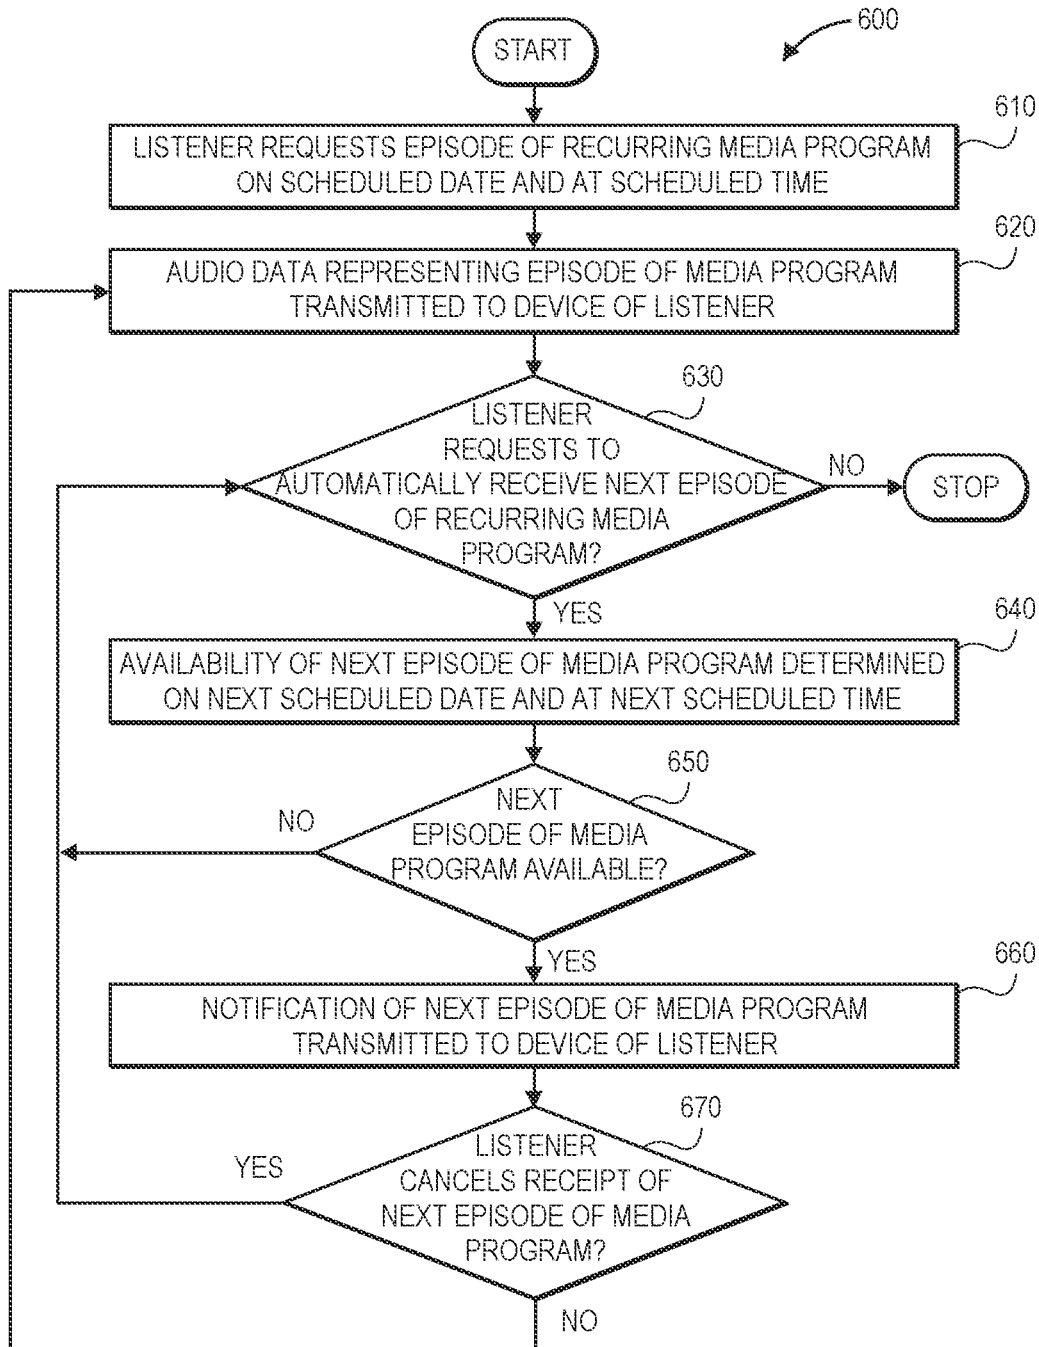 600
START
610
LISTENER REQUESTS EPISODE OF RECURRING MEDIA PROGRAM
ON SCHEDULED DATE AND AT SCHEDULED TIME
620
AUDIO DATA REPRESENTING EPISODE OF MEDIA PROGRAM
TRANSMITTED TO DEVICE OF LISTENER
630
LISTENER
REQUESTS TO
AUTOMATICALLY RECEIVE NEXT EPISODE
OF RECURRING MEDIA
PROGRAM?
NO
STOP
YES
640
AVAILABILITY OF NEXT EPISODE OF MEDIA PROGRAM DETERMINED
ON NEXT SCHEDULED DATE AND AT NEXT SCHEDULED TIME
650
NEXT
EPISODE OF MEDIA
PROGRAM AVAILABLE?
NO
YES
660
NOTIFICATION OF NEXT EPISODE OF MEDIA PROGRAM
TRANSMITTED TO DEVICE OF LISTENER
670
LISTENER
CANCELS RECEIPT OF
NEXT EPISODE OF MEDIA
PROGRAM?
YES
NO